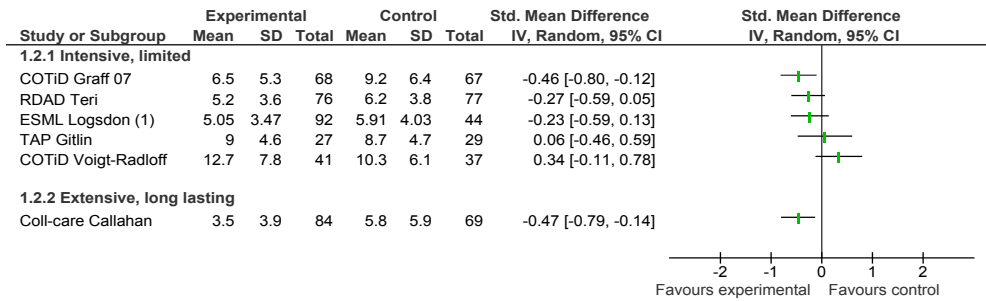 Experimental Control Std. Mean Difference Std. Mean Difference
Study or Subgroup Mean SD Total Mean SD Total IV, Random, 95% CI IV, Random, 95% CI
1.2.1 Intensive, limited
COTiD Graff 07 6.5 5.3 68 9.2 6.4 67 -0.46 [-0.80, -0.12]
RDAD Teri 5.2 3.6 76 6.2 3.8 77 -0.27 [-0.59, 0.05]
ESML Logsdon (1) 5.05 3.47 92 5.91 4.03 44 -0.23 [-0.59, 0.13]
TAP Gitlin 9 4.6 27 8.7 4.7 29 0.06 [-0.46, 0.59]
COTiD Voigt-Radloff 12.7 7.8 41 10.3 6.1 37 0.34 [-0.11, 0.78]
1.2.2 Extensive, long lasting
Coll-care Callahan 3.5 3.9 84 5.8 5.9 69 -0.47 [-0.79, -0.14]
-2 -1 0 1 2
Favours experimental Favours control